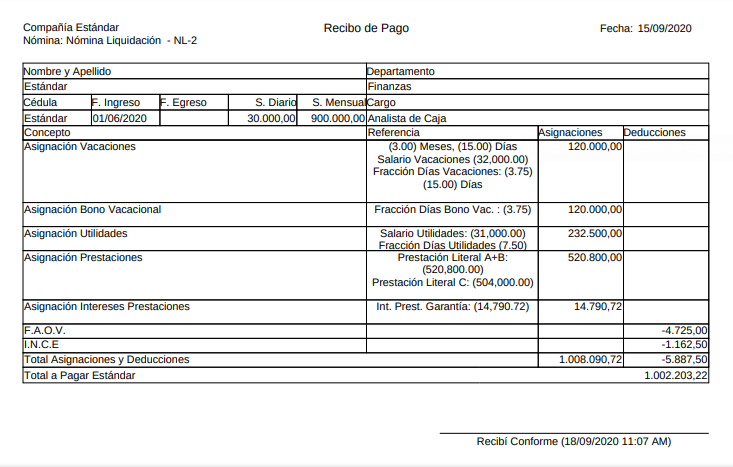 Compañía Estándar Recibo de Pago Fecha: 15/09/2020
Nómina: Nómina Liquidación - NL-2
Nombre y Apellido Departamento
Estándar Finanzas
Cédula F. Ingreso F. Egreso S. Diario S. Mensual Cargo
Estándar 01/06/2020 30.000,00 900.000,00 Analista de Caja
Concepto Referencia Asignaciones Deducciones
Asignación Vacaciones (3.00) Meses, (15.00) Días 120.000,00
Salario Vacaciones (32,000.00)
Fracción Días Vacaciones: (3.75)
(15.00) Días
Asignación Bono Vacacional Fracción Días Bono Vac. : (3.75) 120.000,00
Asignación Utilidades Salario Utilidades: (31,000.00) 232.500,00
Fracción Días Utilidades (7.50)
Asignación Prestaciones Prestación Literal A+B: 520.800,00
(520,800.00)
Prestación Literal C: (504,000.00)
Asignación Intereses Prestaciones Int. Prest. Garantía: (14,790.72) 14.790,72
F.A.O.V. -4.725,00
I.N.C.E -1.162,50
Total Asignaciones y Deducciones 1.008.090,72 -5.887,50
Total a Pagar Estándar 1.002.203,22
Recibí Conforme (18/09/2020 11:07 AM)